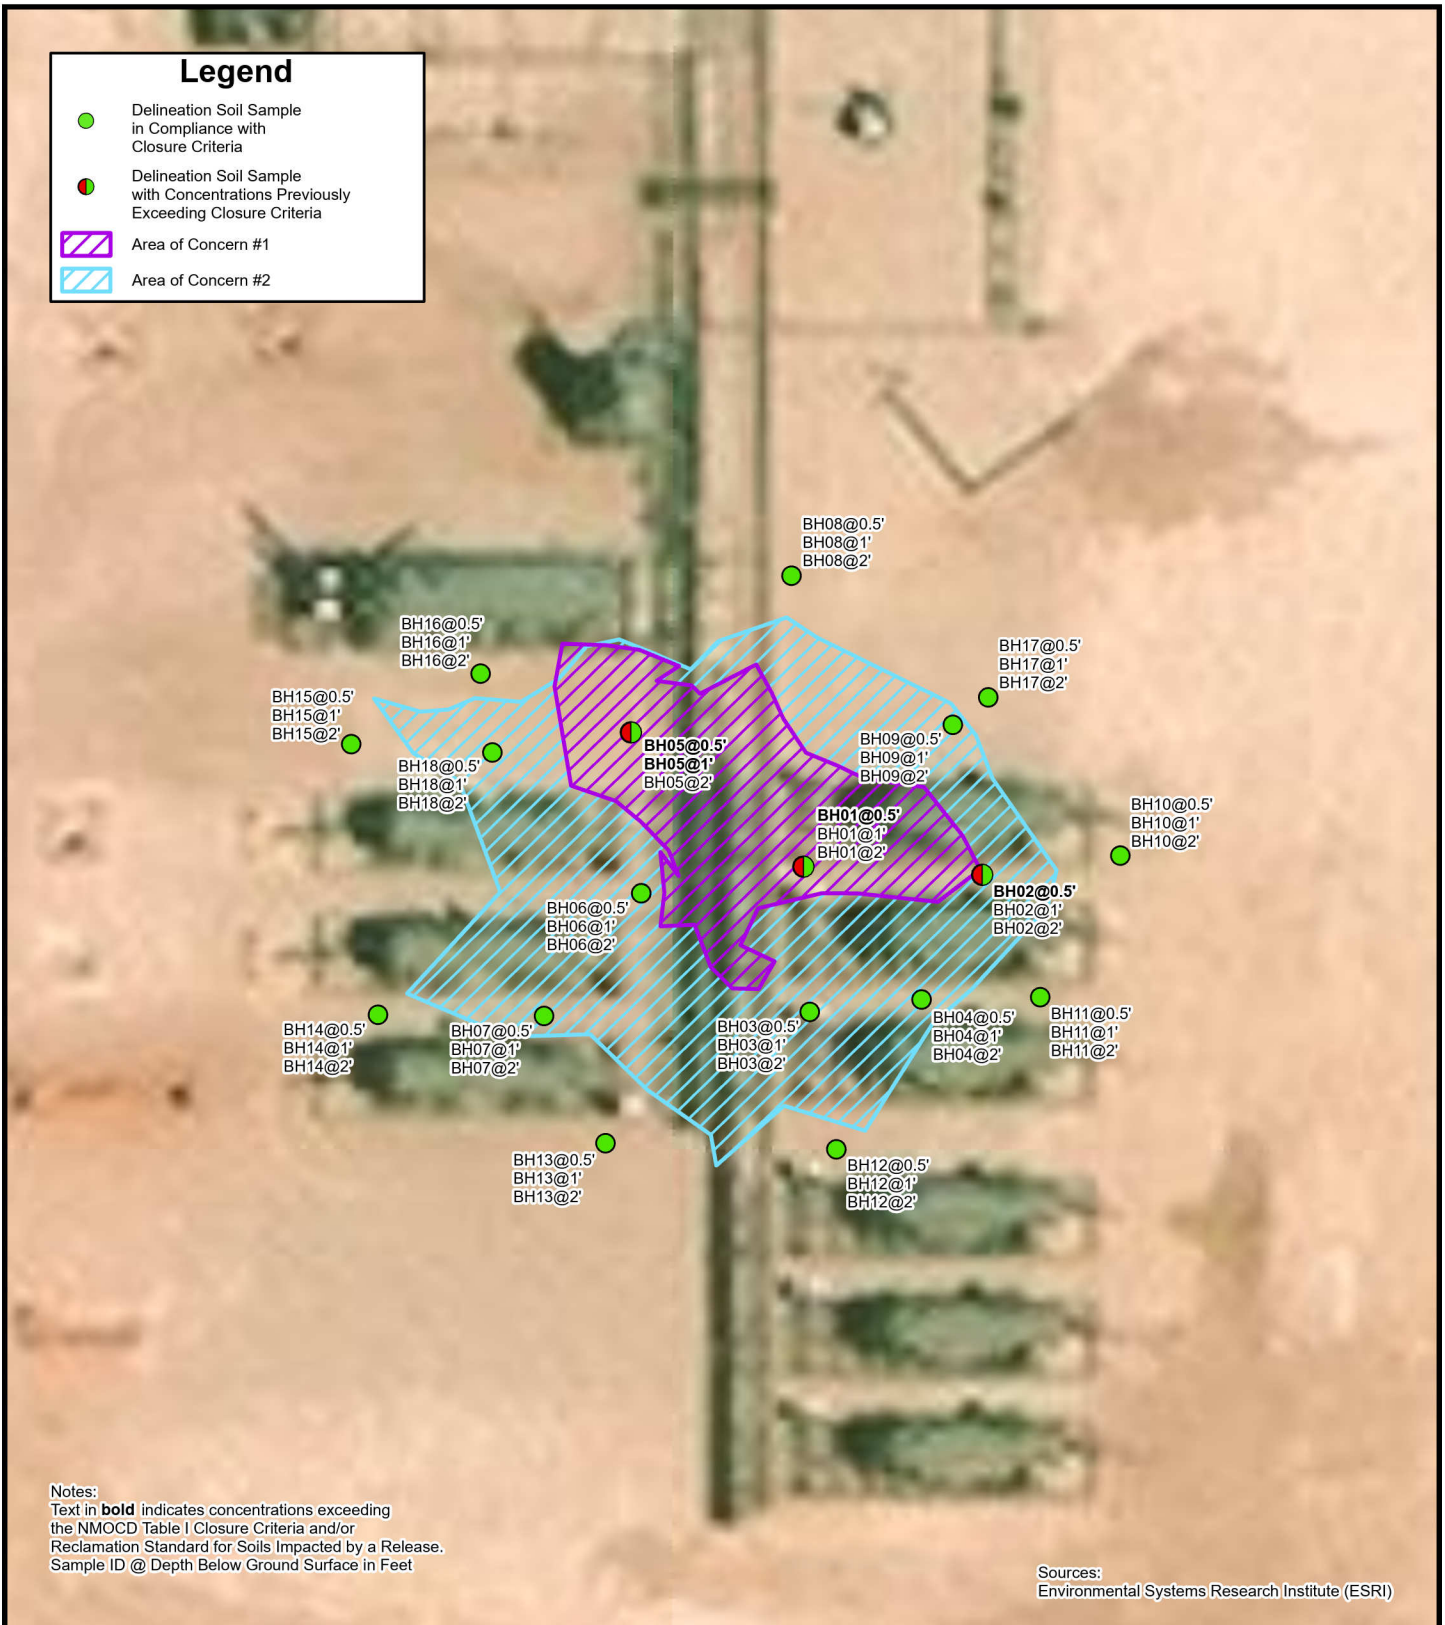 Legend
Delineation Soil Sample
in Compliance with
Closure Criteria
Delineation Soil Sample
with Concentrations Previously
Exceeding Closure Criteria
Area of Concern #1
Area of Concern #2
BH08@0.5'
BH08@1'
BH08@2'
BH16@0.5'
BH16@1'
BH16@2'
BH17@0.5'
BH17@1'
BH17@2'
BH15@0.5'
BH15@1'
BH15@2'
BH05@0.5'
BH05@1'
BH05@2'
BH09@0.5'
BH09@1'
BH09@2'
BH18@0.5'
BH18@1'
BH18@2'
BH01@0.5'
BH01@1'
BH01@2'
BH10@0.5'
BH10@1'
BH10@2'
BH02@0.5'
BH02@1'
BH02@2'
BH06@0.5'
BH06@1'
BH06@2'
BH14@0.5'
BH14@1'
BH14@2'
BH07@0.5'
BH07@1'
BH07@2'
BH03@0.5'
BH03@1'
BH03@2'
BH04@0.5'
BH04@1'
BH04@2'
BH11@0.5'
BH11@1'
BH11@2'
BH13@0.5'
BH13@1'
BH13@2'
BH12@0.5'
BH12@1'
BH12@2'
Notes:
Text in bold indicates concentrations exceeding
the NMOCD Table I Closure Criteria and/or
Reclamation Standard for Soils Impacted by a Release.
Sample ID @ Depth Below Ground Surface in Feet
Sources:
Environmental Systems Research Institute (ESRI)